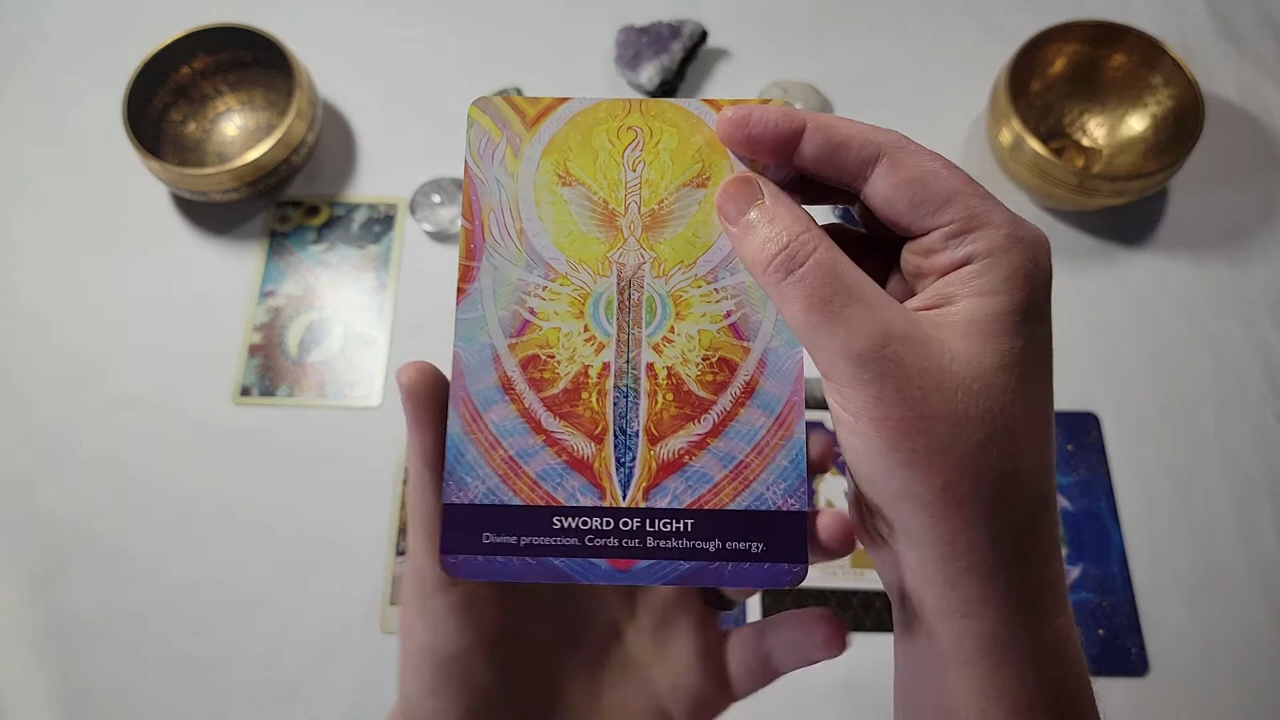 SWORD OF LIGHT
Divine protection. Cords cut. Breakthrough energy.